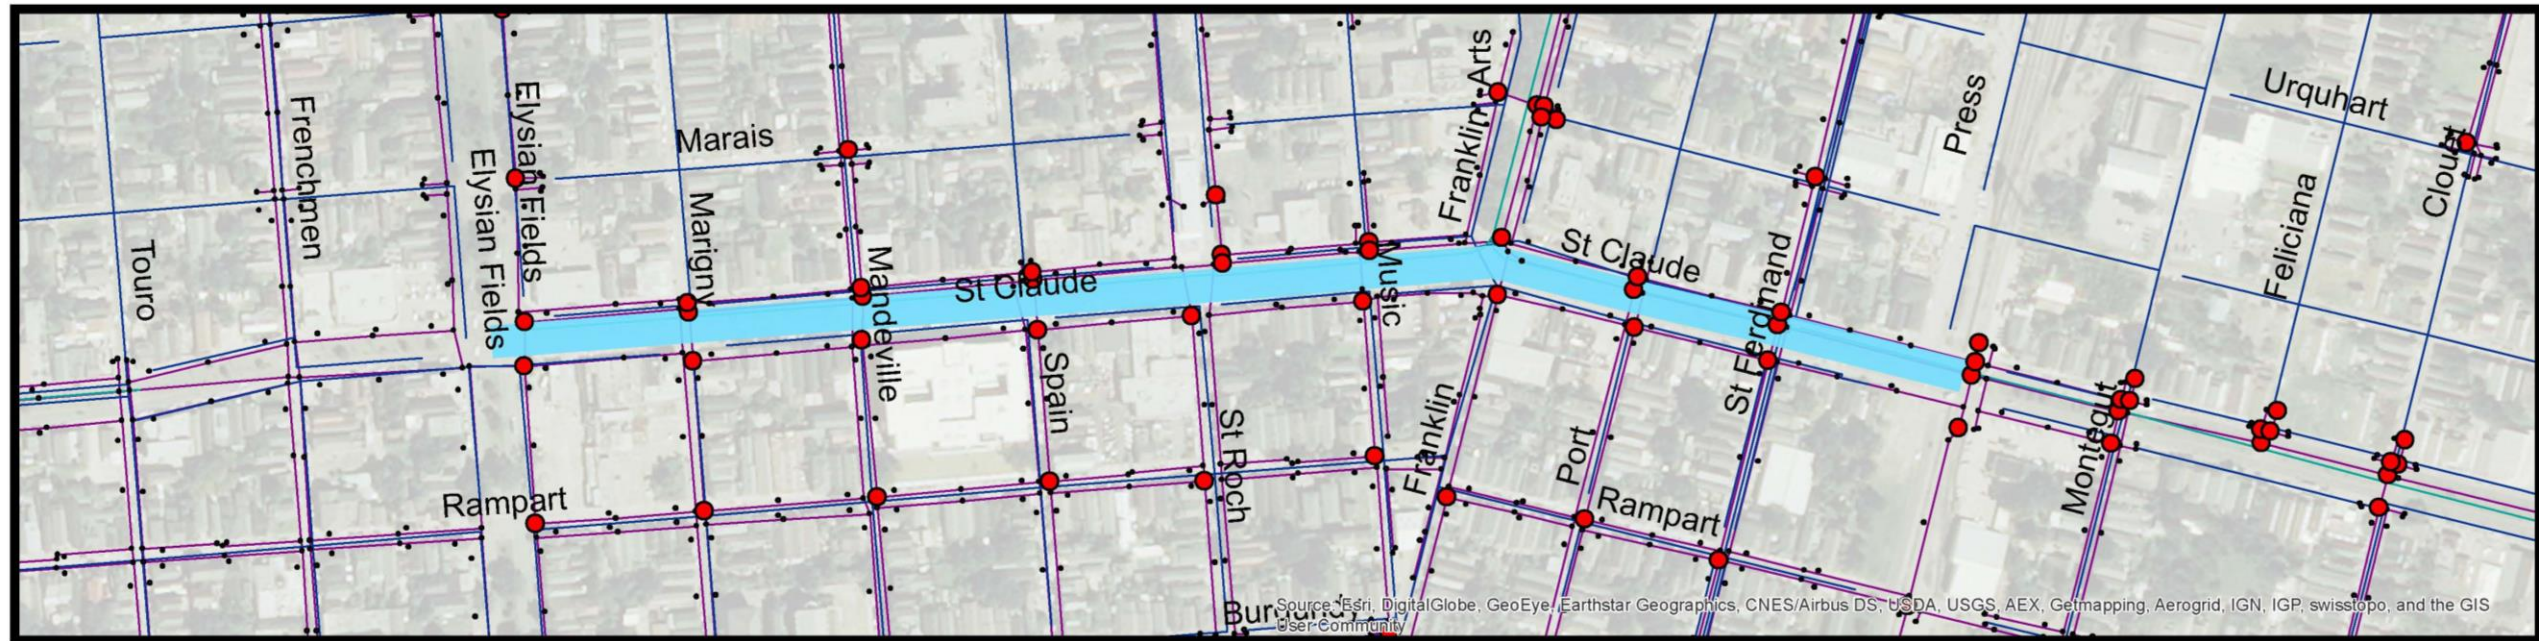 Franklin
Arts
Elysian Fields
Frenchmen
Elysian Fields
Marais
Press
Urquhart
Clouet
Touro
Marigny
Mandeville
St Claude
Music
St Claude
St Ferdinand
Feliciana
Spain
St Roch
Franklin
Port
Montegut
Rampart
Rampart
Burgundy
Source: Esri, DigitalGlobe, GeoEye, Earthstar Geographics, CNES/Airbus DS, USDA, USGS, AEX, Getmapping, Aerogrid, IGN, IGP, swisstopo, and the GIS
User Community